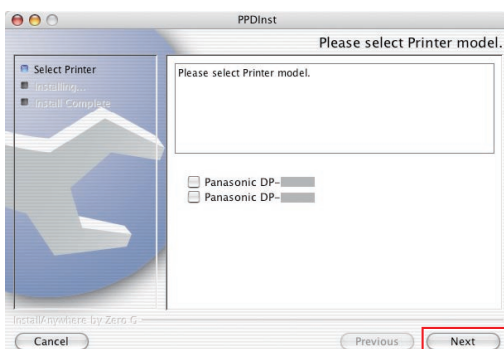 PPDInst
Please select Printer model.
Select Printer
Installing...
Install Complete
Please select Printer model.
Panasonic DP-
Panasonic DP-
InstallAnywhere by Zero G
Cancel
Previous
Next